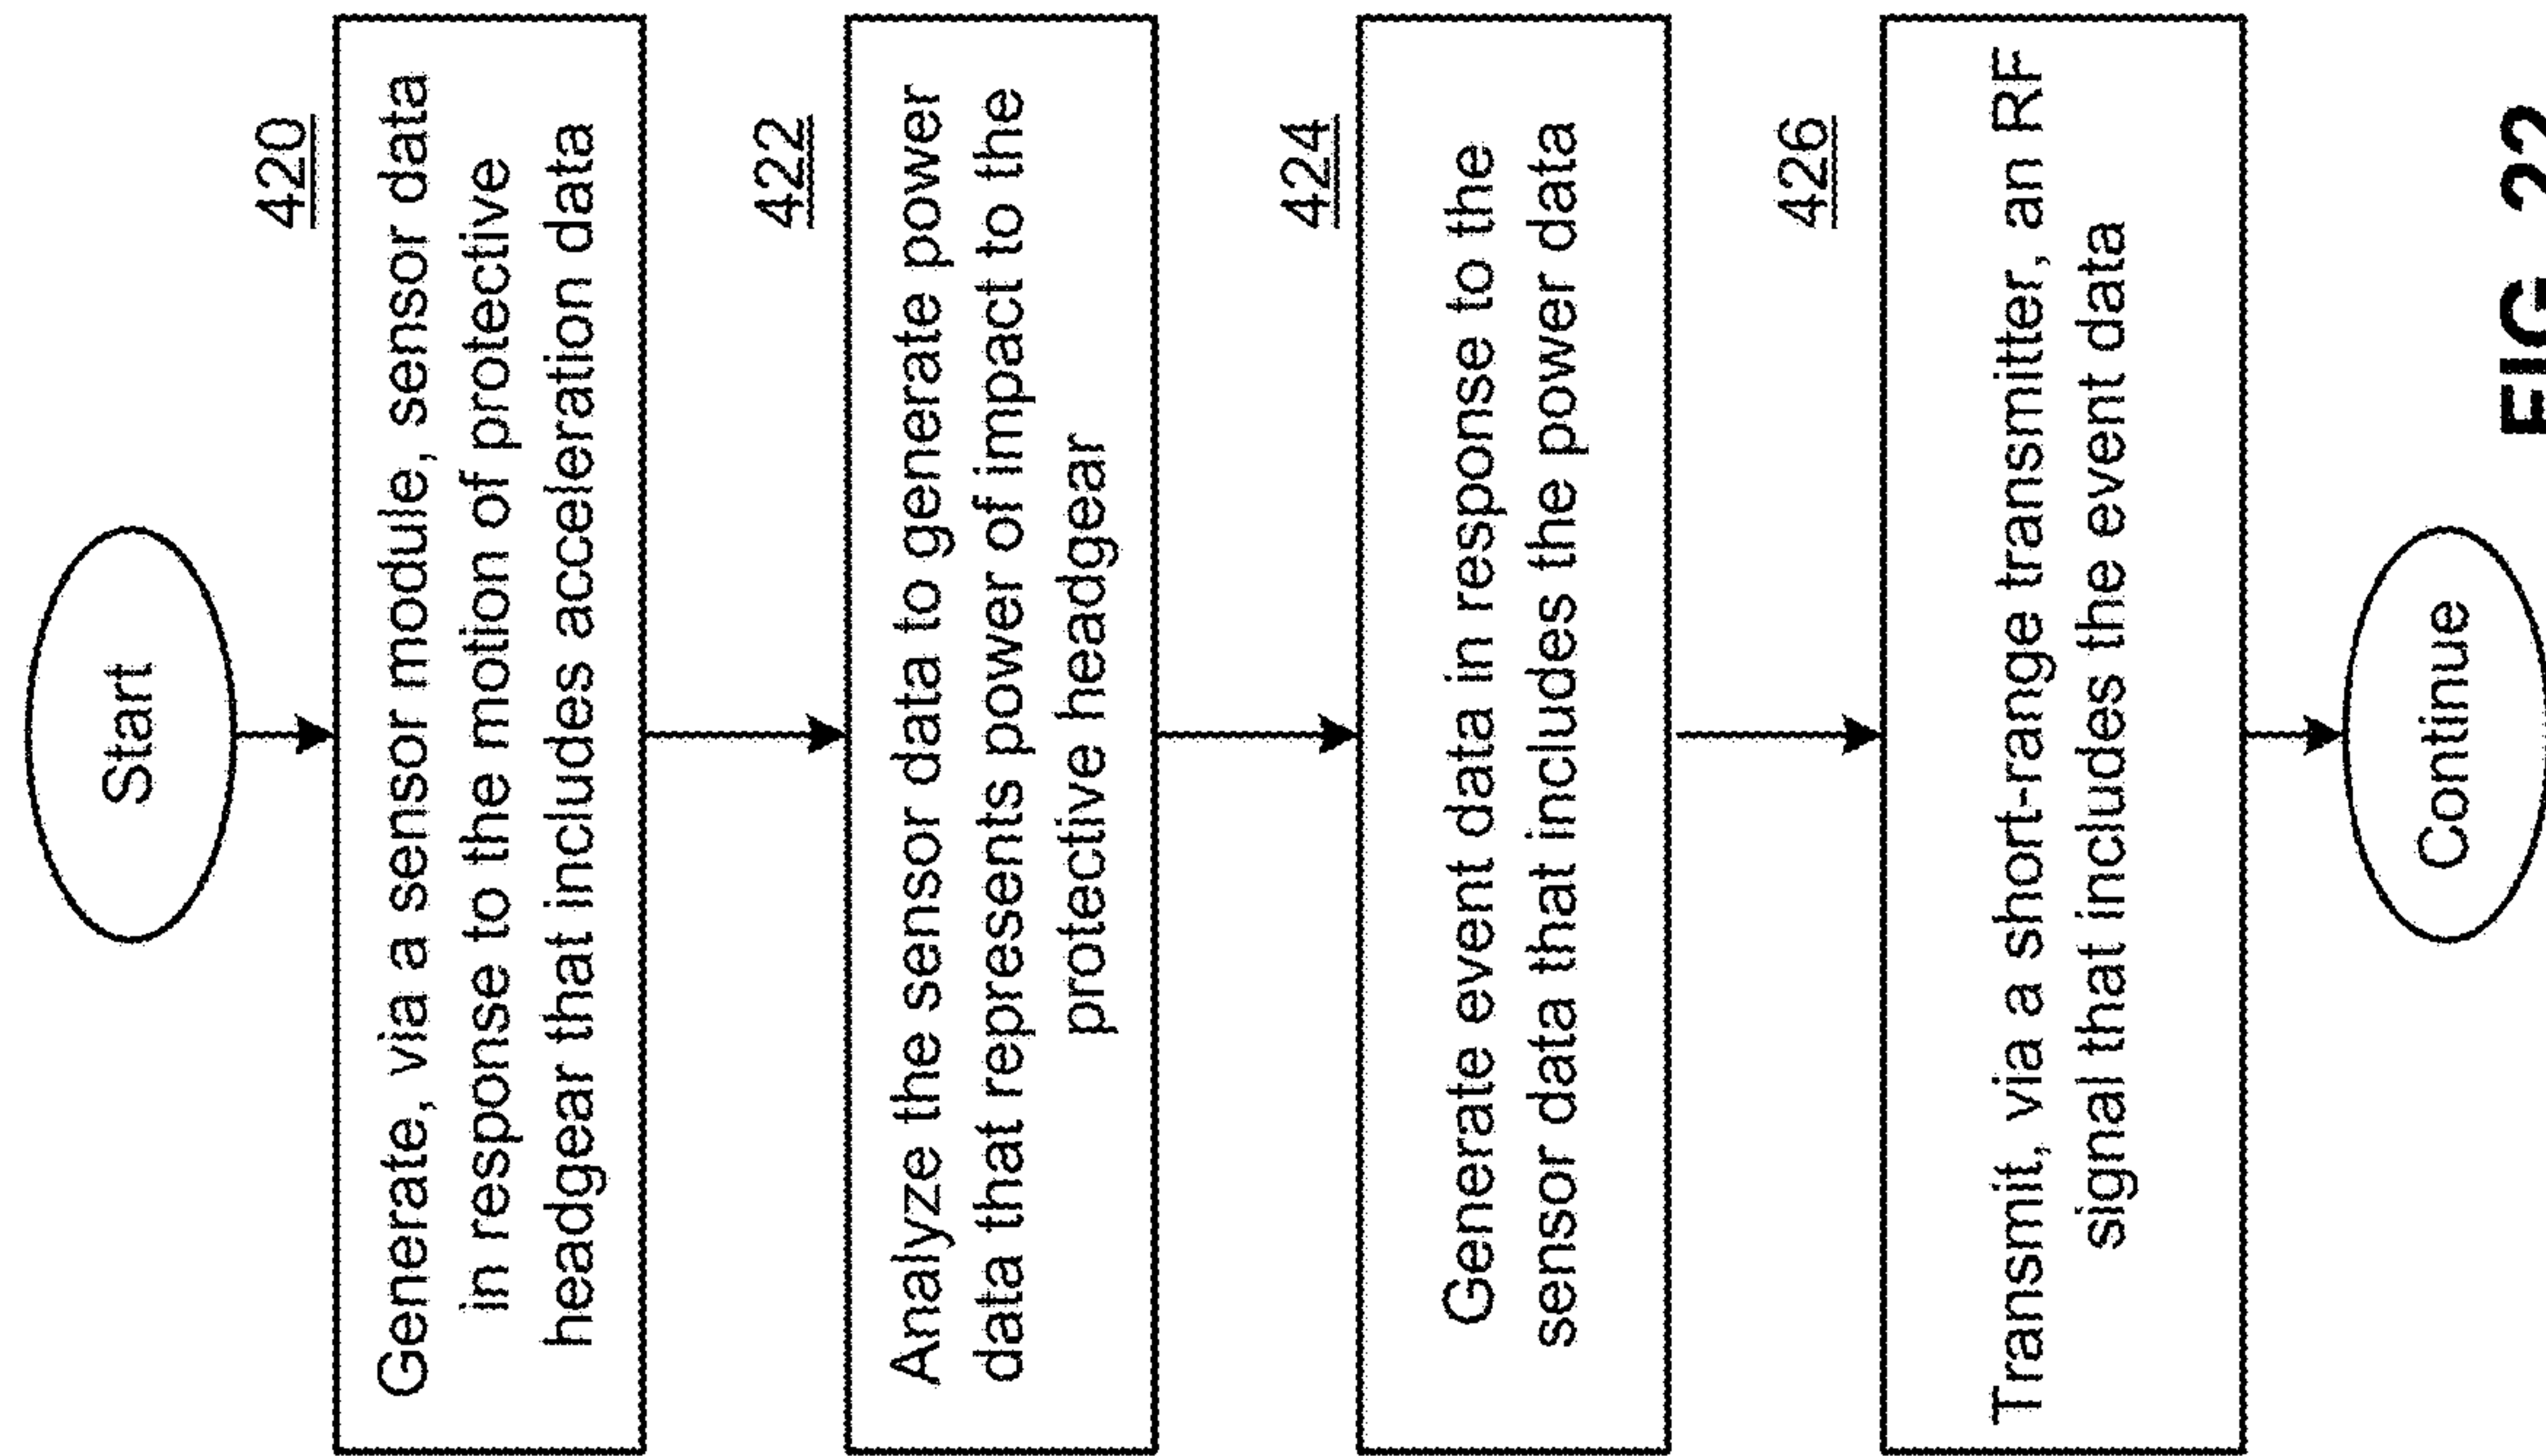 Start
420
Generate, via a sensor module, sensor data
in response to the motion of protective
headgear that includes acceleration data
422
Analyze the sensor data to generate power
data that represents power of impact to the
protective headgear
424
Generate event data in response to the
sensor data that includes the power data
426
Transmit, via a short-range transmitter, an RF
signal that includes the event data
Continue
FIG. 22